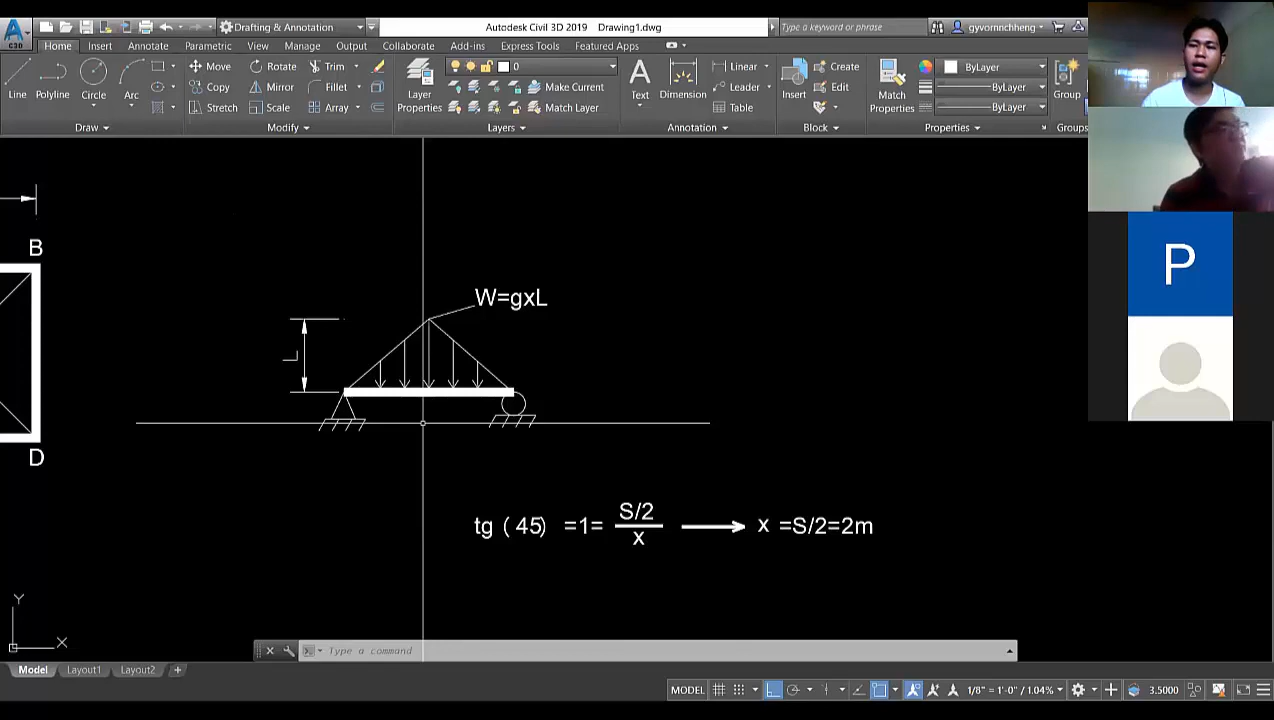 A
C3D
Drafting & Annotation
Autodesk Civil 3D 2019 Drawing1.dwg
Type a keyword or phrase
gyvornnchheng
Home Insert Annotate Parametric View Manage Output Collaborate Add-ins Express Tools Featured Apps
Line
Polyline
Circle
Arc
Draw
Move Rotate Trim
Copy Mirror Fillet
Stretch Scale Array
Modify
Layer
Properties
0
Make Current
Match Layer
Layers
A
Text
Dimension
Linear
Leader
Table
Annotation
Insert
Create
Edit
Block
Match
Properties
ByLayer
ByLayer
ByLayer
Properties
Group
Groups
B
D
W=gxL
L
tg (45) =1= S/2
x
x =S/2=2m
Y
X
P
Type a command
Model Layout1 Layout2 +
MODEL
1/8" = 1'-0" / 1.04%
3.5000